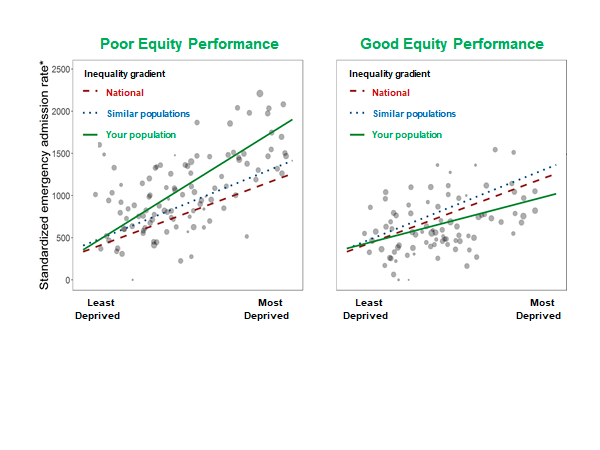 Poor Equity Performance
Good Equity Performance
Standardized emergency admission rate*
2500
2000
1500
1000
500
0
Inequality gradient
National
Similar populations
Your population
Inequality gradient
National
Similar populations
Your population
Least
Deprived
Most
Deprived
Least
Deprived
Most
Deprived